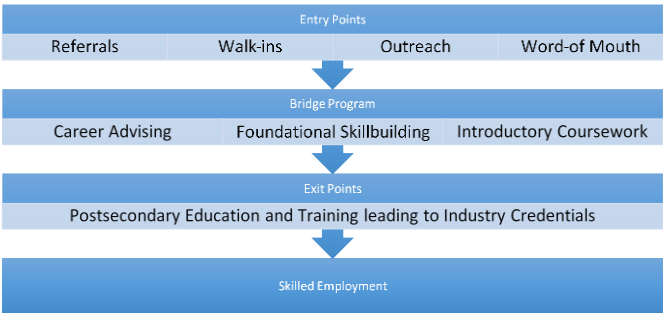 Entry Points
Referrals Walk-ins Outreach Word-of Mouth
Bridge Program
Career Advising Foundational Skillbuilding Introductory Coursework
Exit Points
Postsecondary Education and Training leading to Industry Credentials
Skilled Employment